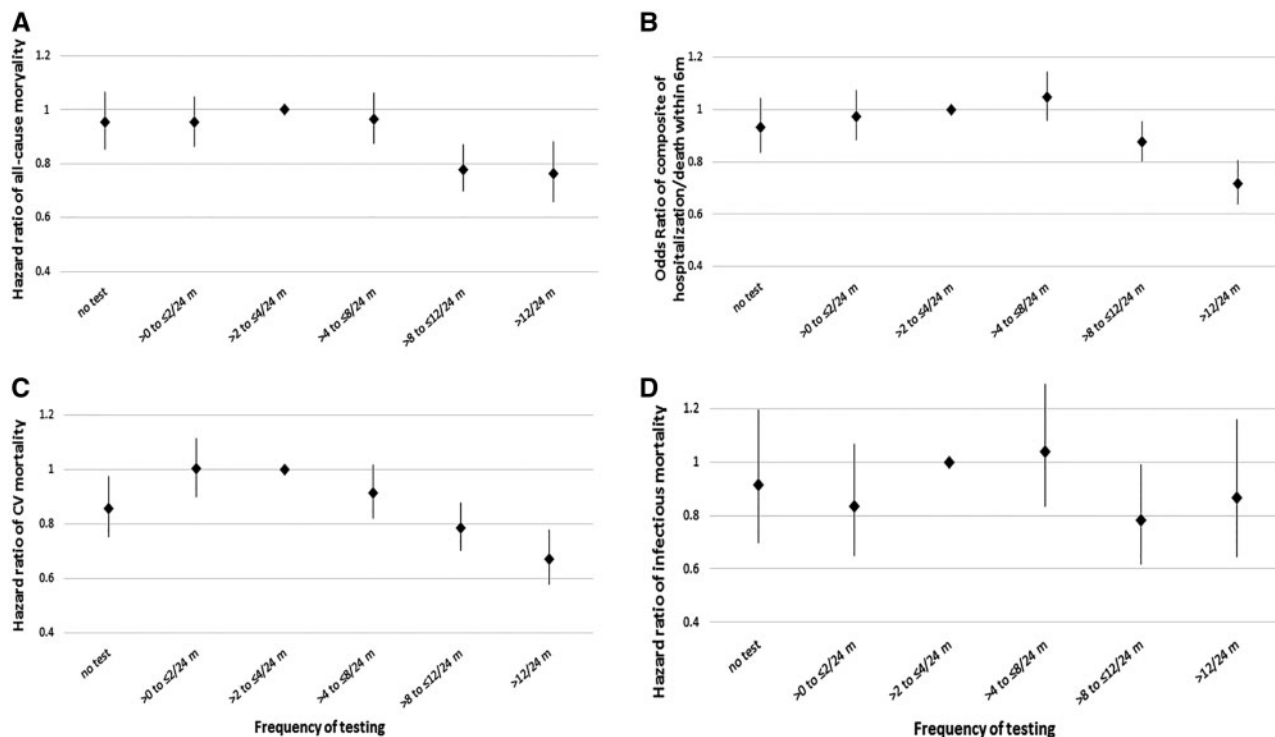 A
Hazard ratio of all-cause moryality
1.2
1
0.8
0.6
0.4
no test
>0 to ≤2/24 m
>2 to ≤4/24 m
>4 to ≤8/24 m
>8 to ≤12/24 m
>12/24 m
B
Odds Ratio of composite of
hospitalization/death within 6m
1.2
1
0.8
0.6
0.4
no test
>0 to ≤2/24 m
>2 to ≤4/24 m
>4 to ≤8/24 m
>8 to ≤12/24 m
>12/24 m
C
Hazard ratio of CV mortality
1.2
1
0.8
0.6
0.4
no test
>0 to ≤2/24 m
>2 to ≤4/24 m
>4 to ≤8/24 m
>8 to ≤12/24 m
>12/24 m
Frequency of testing
D
Hazard ratio of infectious mortality
1.2
1
0.8
0.6
0.4
no test
>0 to ≤2/24 m
>2 to ≤4/24 m
>4 to ≤8/24 m
>8 to ≤12/24 m
>12/24 m
Frequency of testing